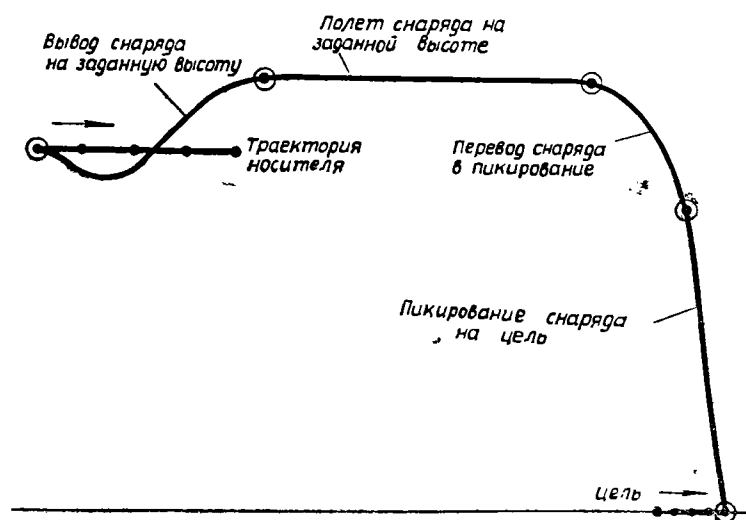 Вывод снаряда
на заданную высоту
Полет снаряда на
заданной высоте
Траектория
носителя
Перевод снаряда
в пикирование
Пикирование снаряда
на цель
цель